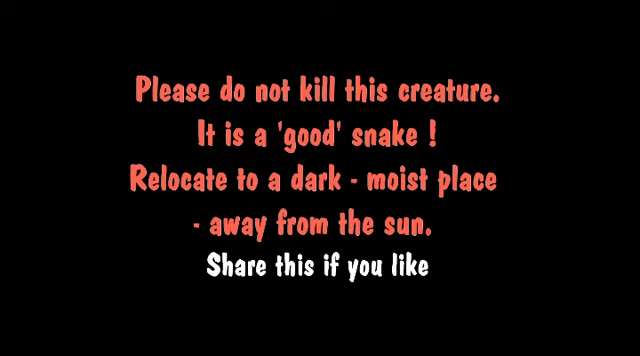 Please do not kill this creature.
It is a 'good' snake !
Relocate to a dark - moist place
- away from the sun.
Share this if you like